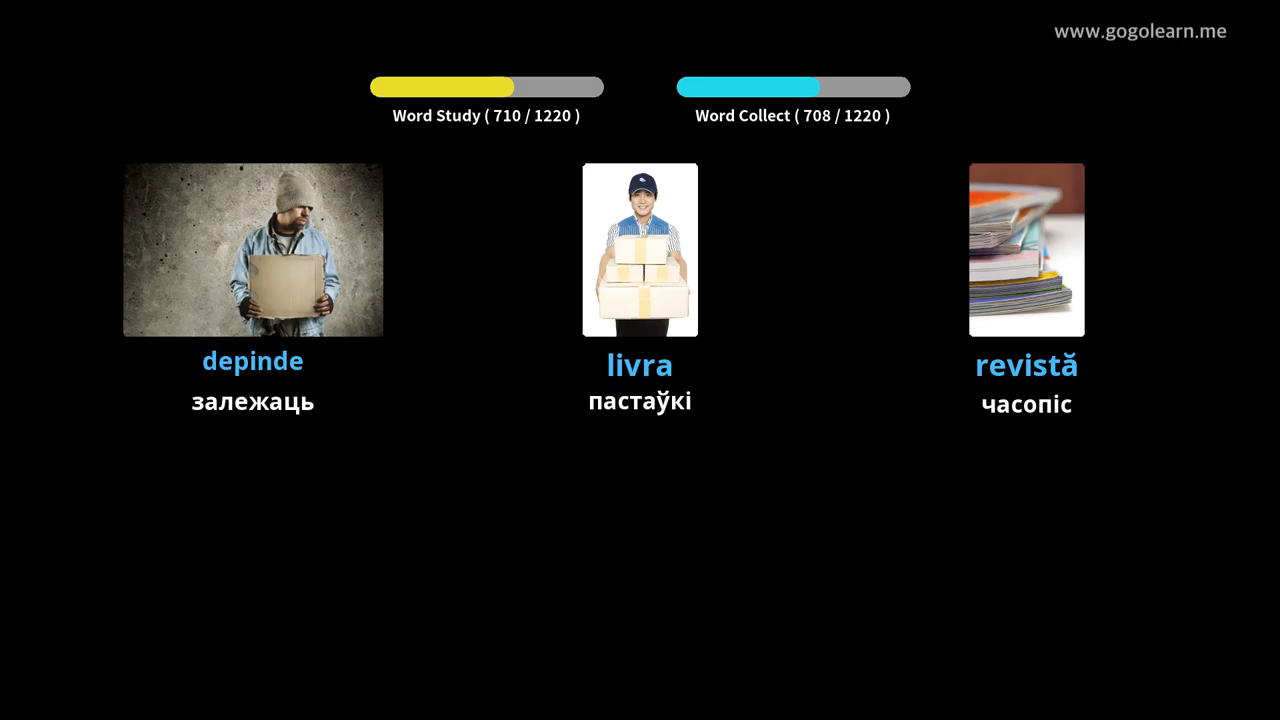 www.gogolearn.me
Word Study ( 710 / 1220 )
Word Collect ( 708 / 1220 )
depinde
залежаць
livra
пастаўкі
revistă
часопіс